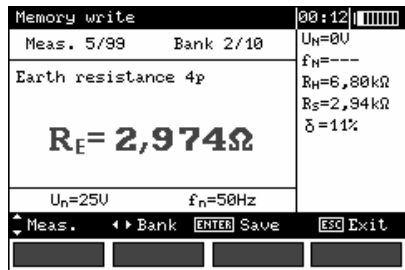 Memory write 00:12
Meas. 5/99 Bank 2/10
Earth resistance 4p
RE= 2,974Ω
Un=25V fn=50Hz
UN=0V
fN=---
RH=6,80kΩ
RS=2,94kΩ
δ=11%
Meas. Bank ENTER Save ESC Exit